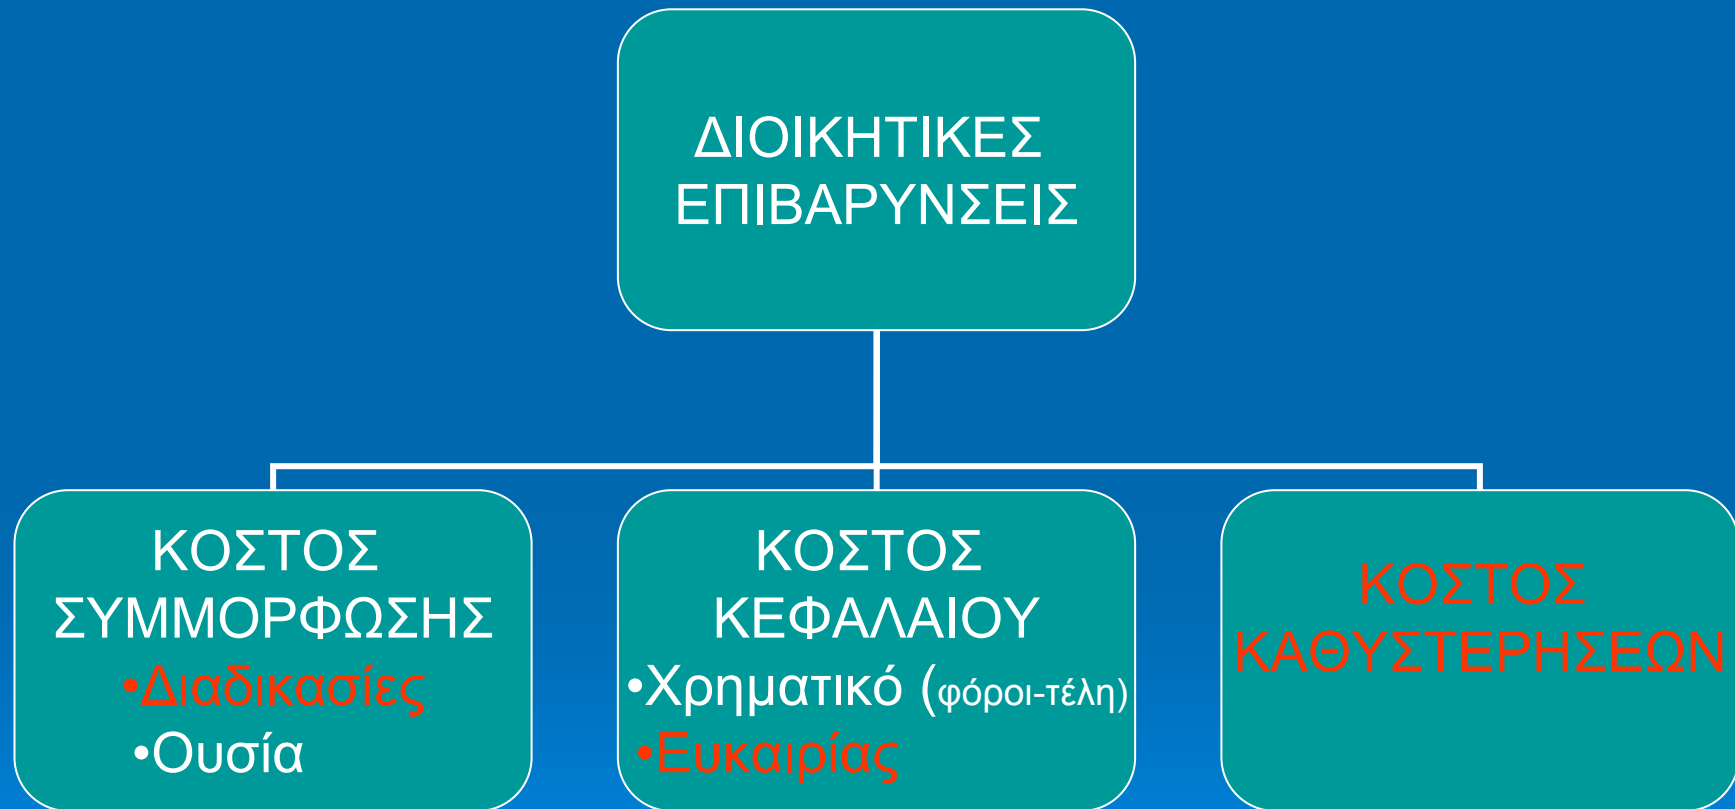 ΔΙΟΙΚΗΤΙΚΕΣ
ΕΠΙΒΑΡΥΝΣΕΙΣ
ΚΟΣΤΟΣ
ΣΥΜΜΟΡΦΩΣΗΣ
•Διαδικασίες
•Ουσία
ΚΟΣΤΟΣ
ΚΕΦΑΛΑΙΟΥ
•Χρηματικό (φόροι-τέλη)
•Ευκαιρίας
ΚΟΣΤΟΣ
ΚΑΘΥΣΤΕΡΗΣΕΩΝ